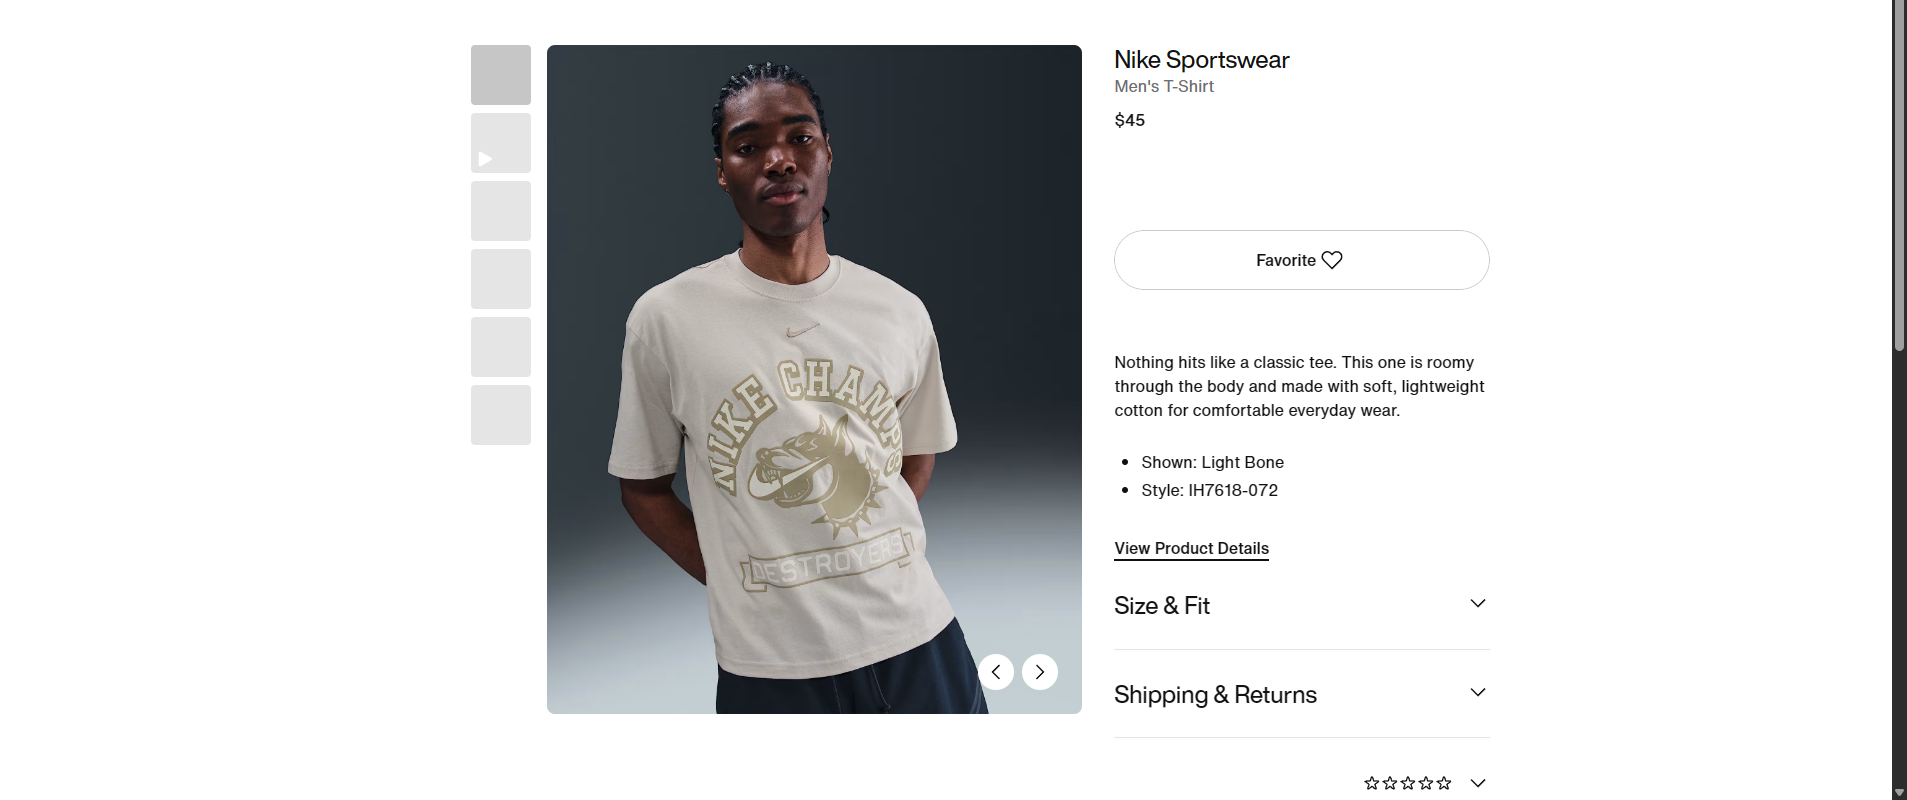 Nike Sportswear
Men's T-Shirt
$45
Favorite
NIKE CHAMPS
DESTROYERS
Nothing hits like a classic tee. This one is roomy
through the body and made with soft, lightweight
cotton for comfortable everyday wear.
Shown: Light Bone
Style: IH7618-072
View Product Details
Size & Fit
Shipping & Returns